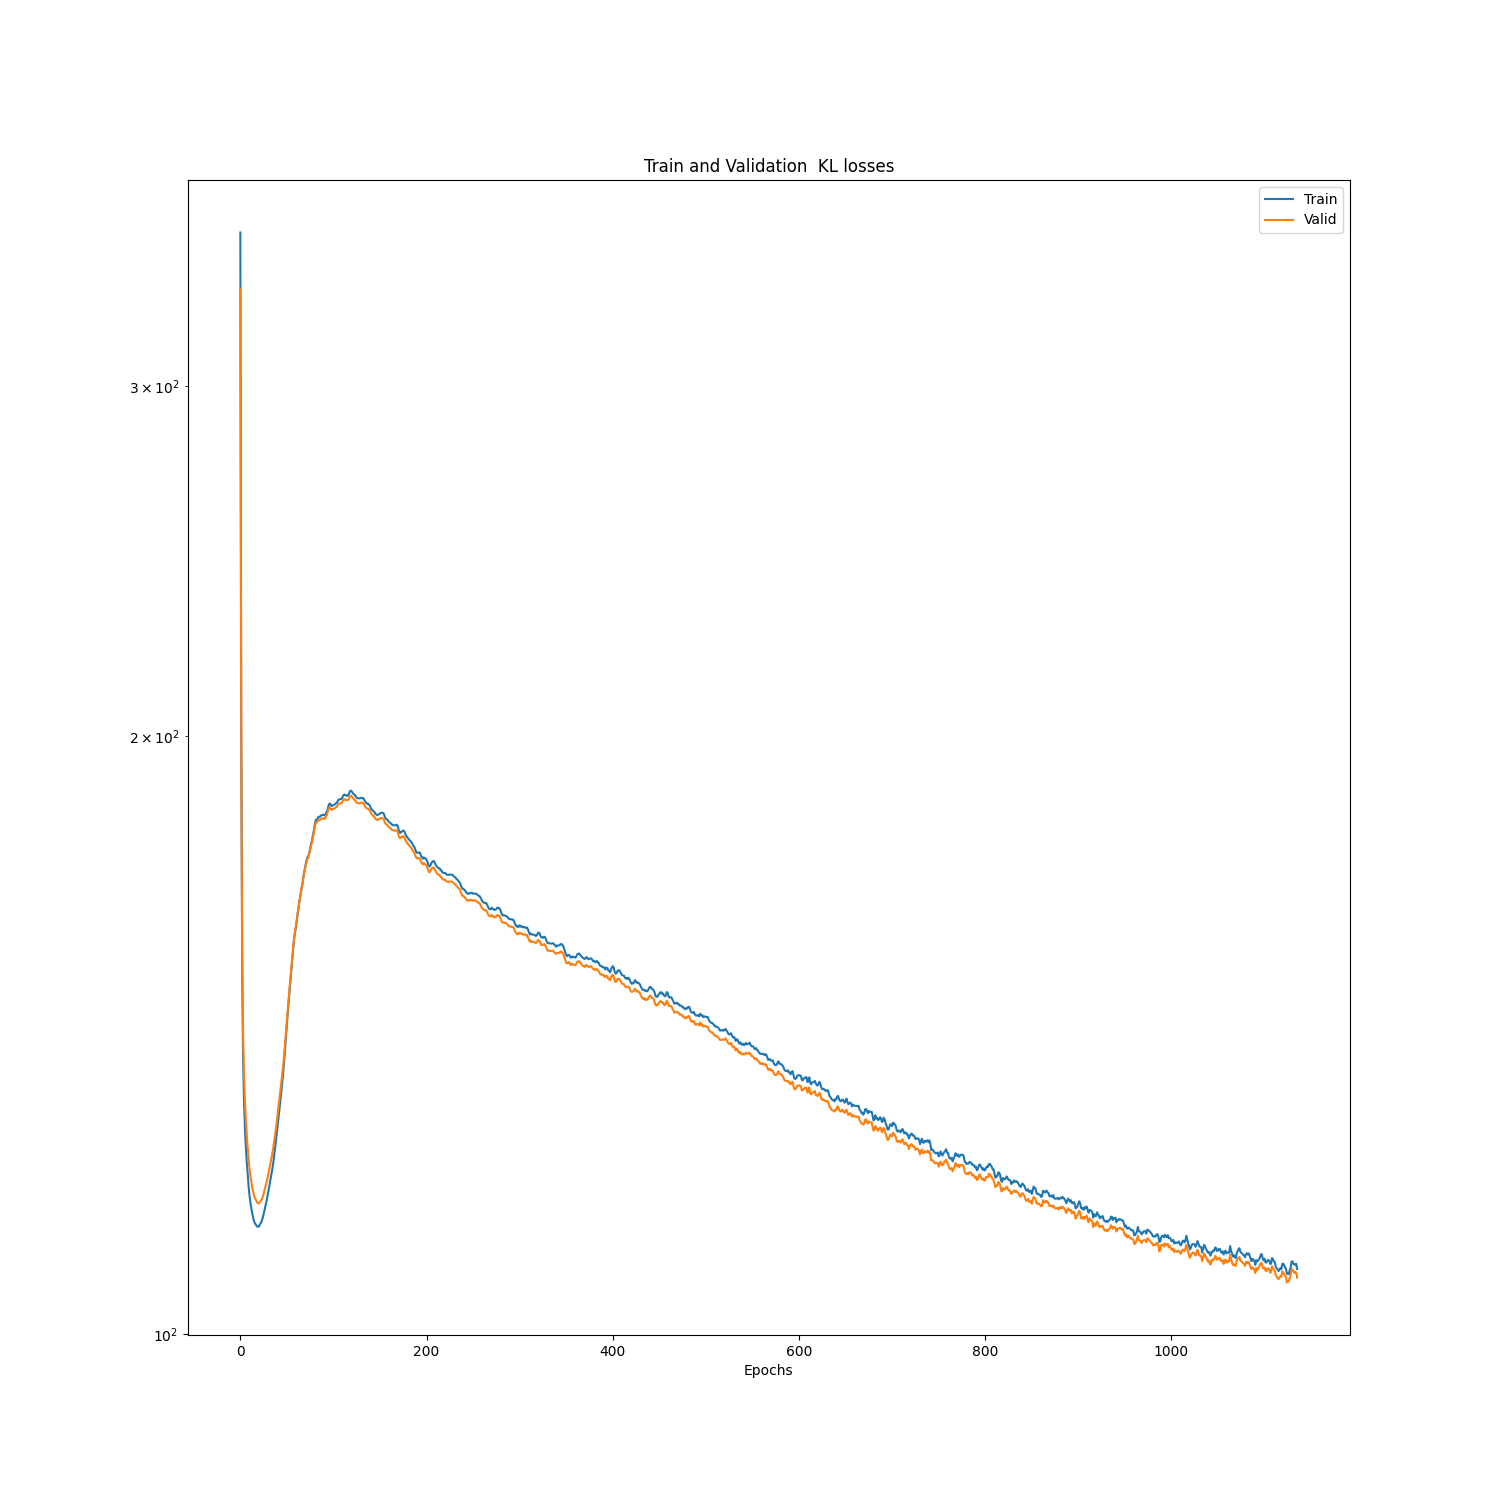 Train and Validation  KL losses
Train
Valid
3 × 10²
2 × 10²
10²
0 200 400 600 800 1000
Epochs